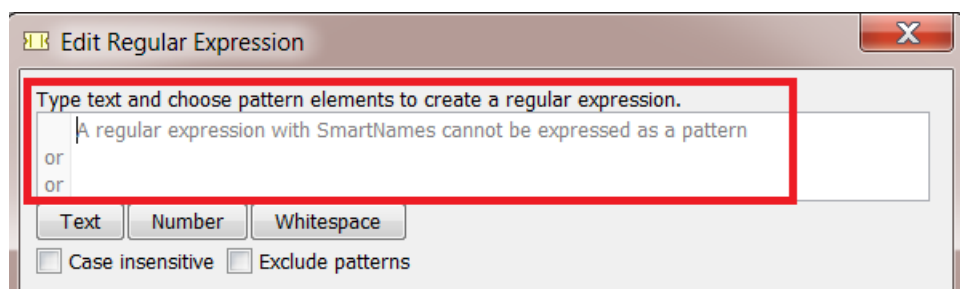 Edit Regular Expression
X
Type text and choose pattern elements to create a regular expression.
A regular expression with SmartNames cannot be expressed as a pattern
or
or
Text Number Whitespace
Case insensitive Exclude patterns